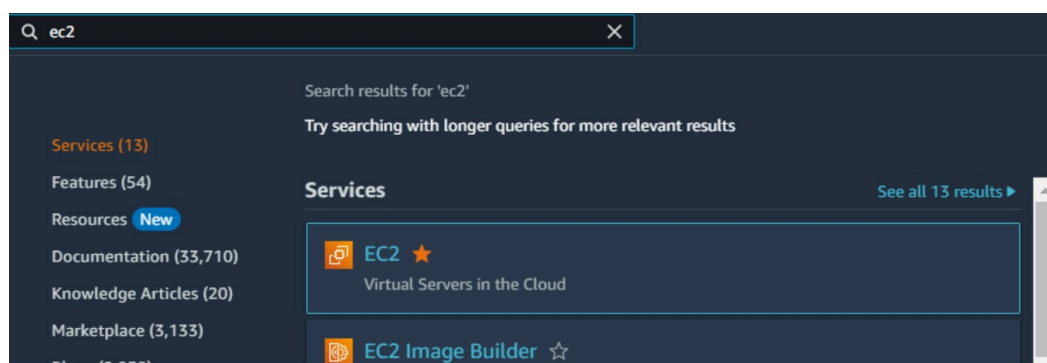 ec2
Search results for 'ec2'
Try searching with longer queries for more relevant results
Services (13)
Features (54)
Resources New
Documentation (33,710)
Knowledge Articles (20)
Marketplace (3,133)
Services
See all 13 results
EC2
Virtual Servers in the Cloud
EC2 Image Builder